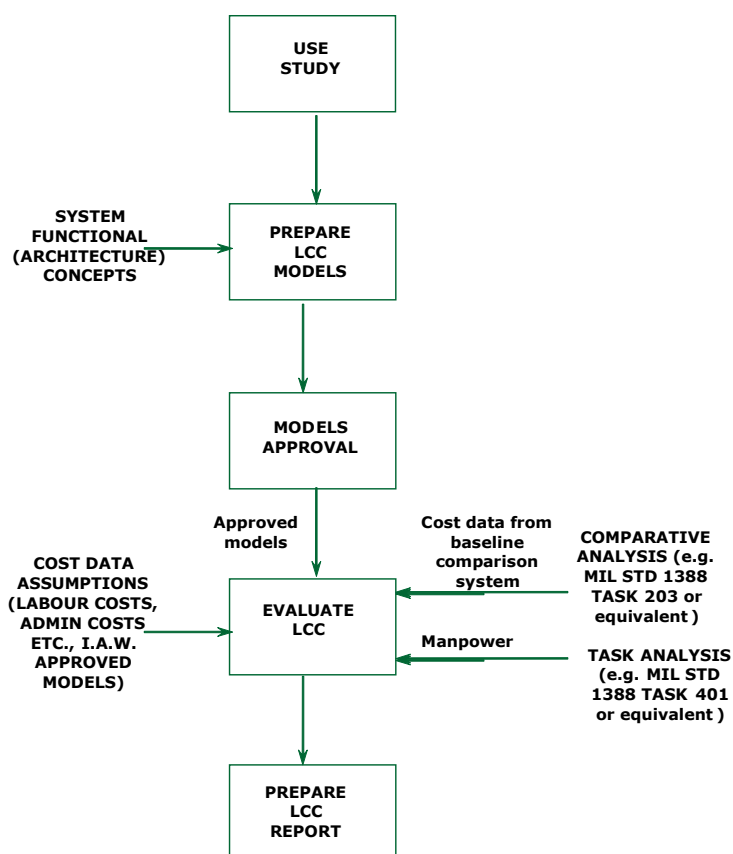 USE
STUDY
SYSTEM
FUNCTIONAL
(ARCHITECTURE)
CONCEPTS
PREPARE
LCC
MODELS
MODELS
APPROVAL
Approved
models
Cost data from
baseline
comparison
system
COMPARATIVE
ANALYSIS (e.g.
MIL STD 1388
TASK 203 or
equivalent )
COST DATA
ASSUMPTIONS
(LABOUR COSTS,
ADMIN COSTS
ETC., I.A.W.
APPROVED
MODELS)
EVALUATE
LCC
Manpower
TASK ANALYSIS
(e.g. MIL STD
1388 TASK 401
or equivalent )
PREPARE
LCC
REPORT